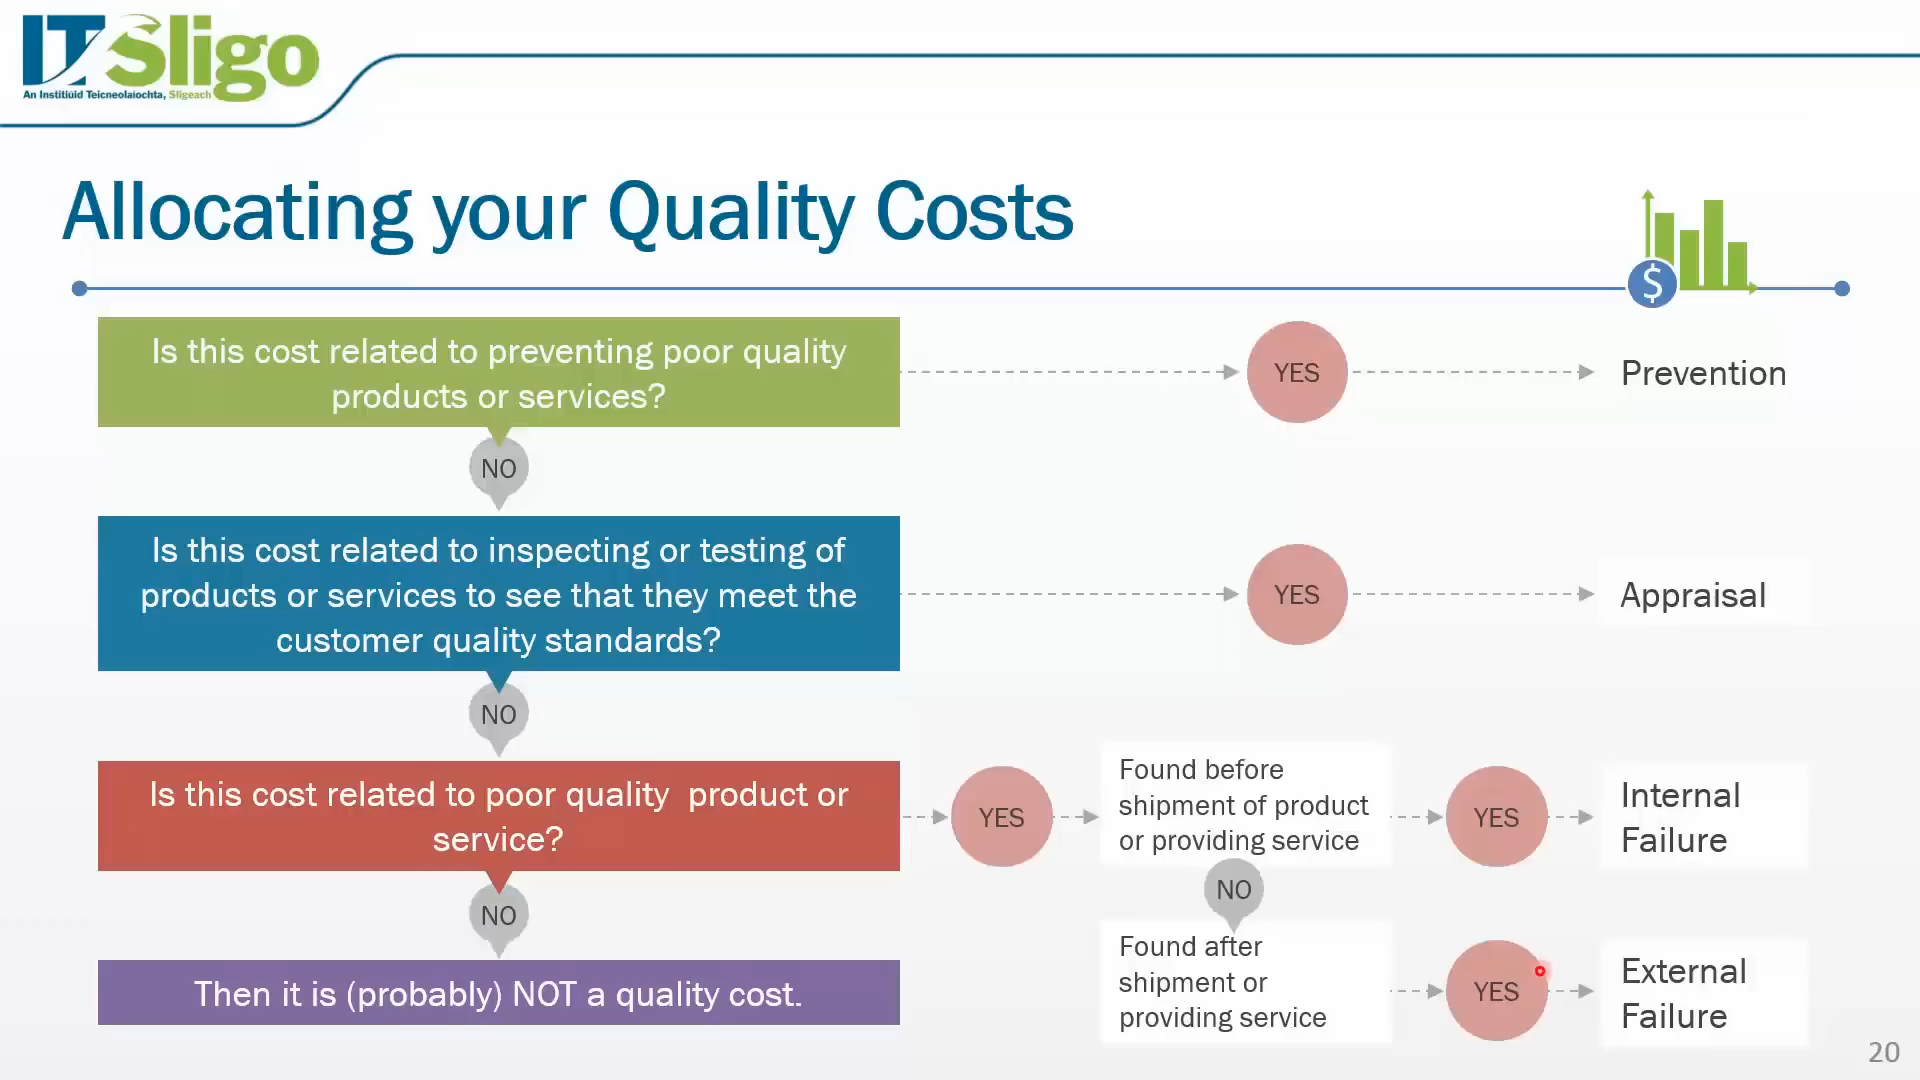 ITSligo
An Institiúid Teicneolaíochta, Sligeach
Allocating your Quality Costs
$
Is this cost related to preventing poor quality
products or services?
YES
Prevention
NO
Is this cost related to inspecting or testing of
products or services to see that they meet the
customer quality standards?
YES
Appraisal
NO
Is this cost related to poor quality  product or
service?
YES
Found before
shipment of product
or providing service
YES
Internal
Failure
NO
NO
Found after
shipment or
providing service
YES
External
Failure
Then it is (probably) NOT a quality cost.
20